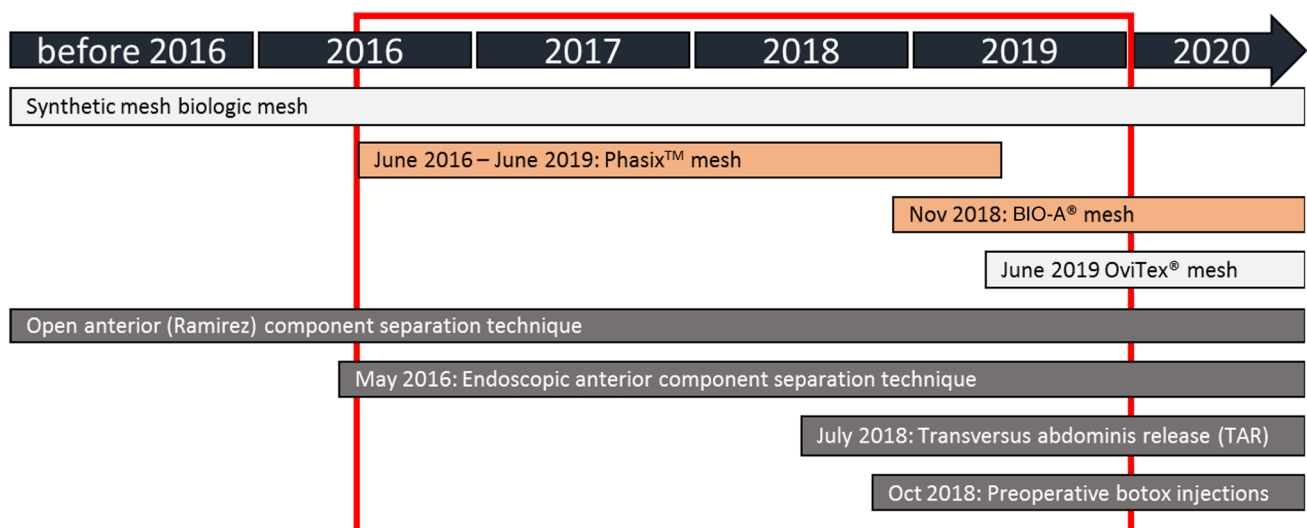 before 2016 2016 2017 2018 2019 2020
Synthetic mesh biologic mesh
June 2016 – June 2019: Phasix™ mesh
Nov 2018: BIO-A® mesh
June 2019 OviTex® mesh
Open anterior (Ramirez) component separation technique
May 2016: Endoscopic anterior component separation technique
July 2018: Transversus abdominis release (TAR)
Oct 2018: Preoperative botox injections